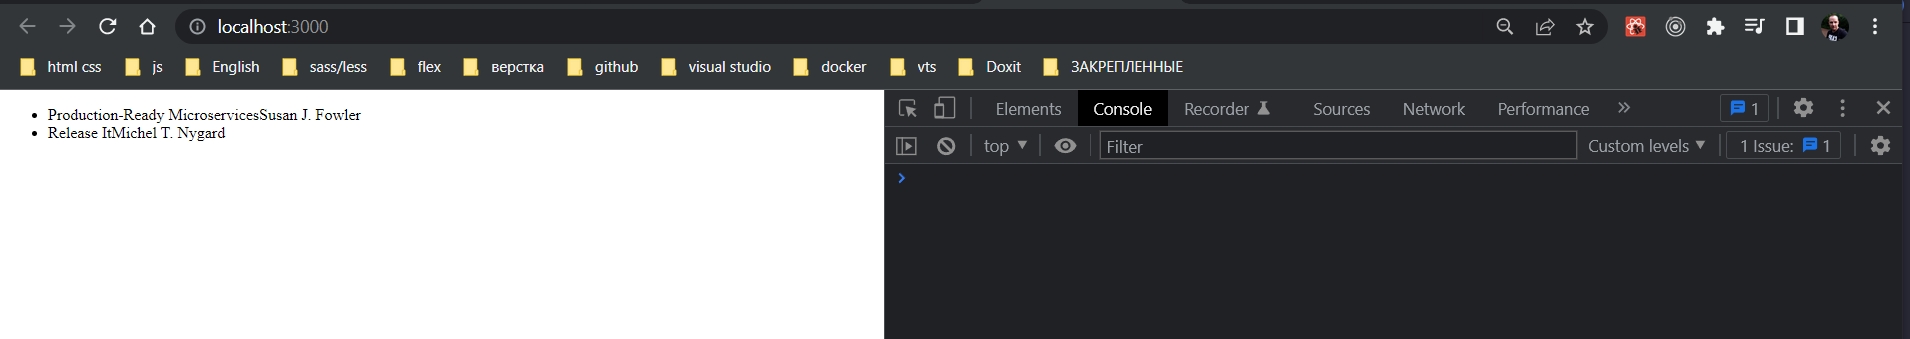 localhost:3000
html css js English sass/less flex верстка github visual studio docker vts Doxit ЗАКРЕПЛЕННЫЕ
Production-Ready MicroservicesSusan J. Fowler
Release ItMichel T. Nygard
Elements Console Recorder Sources Network Performance 1
top Filter Custom levels 1 Issue: 1